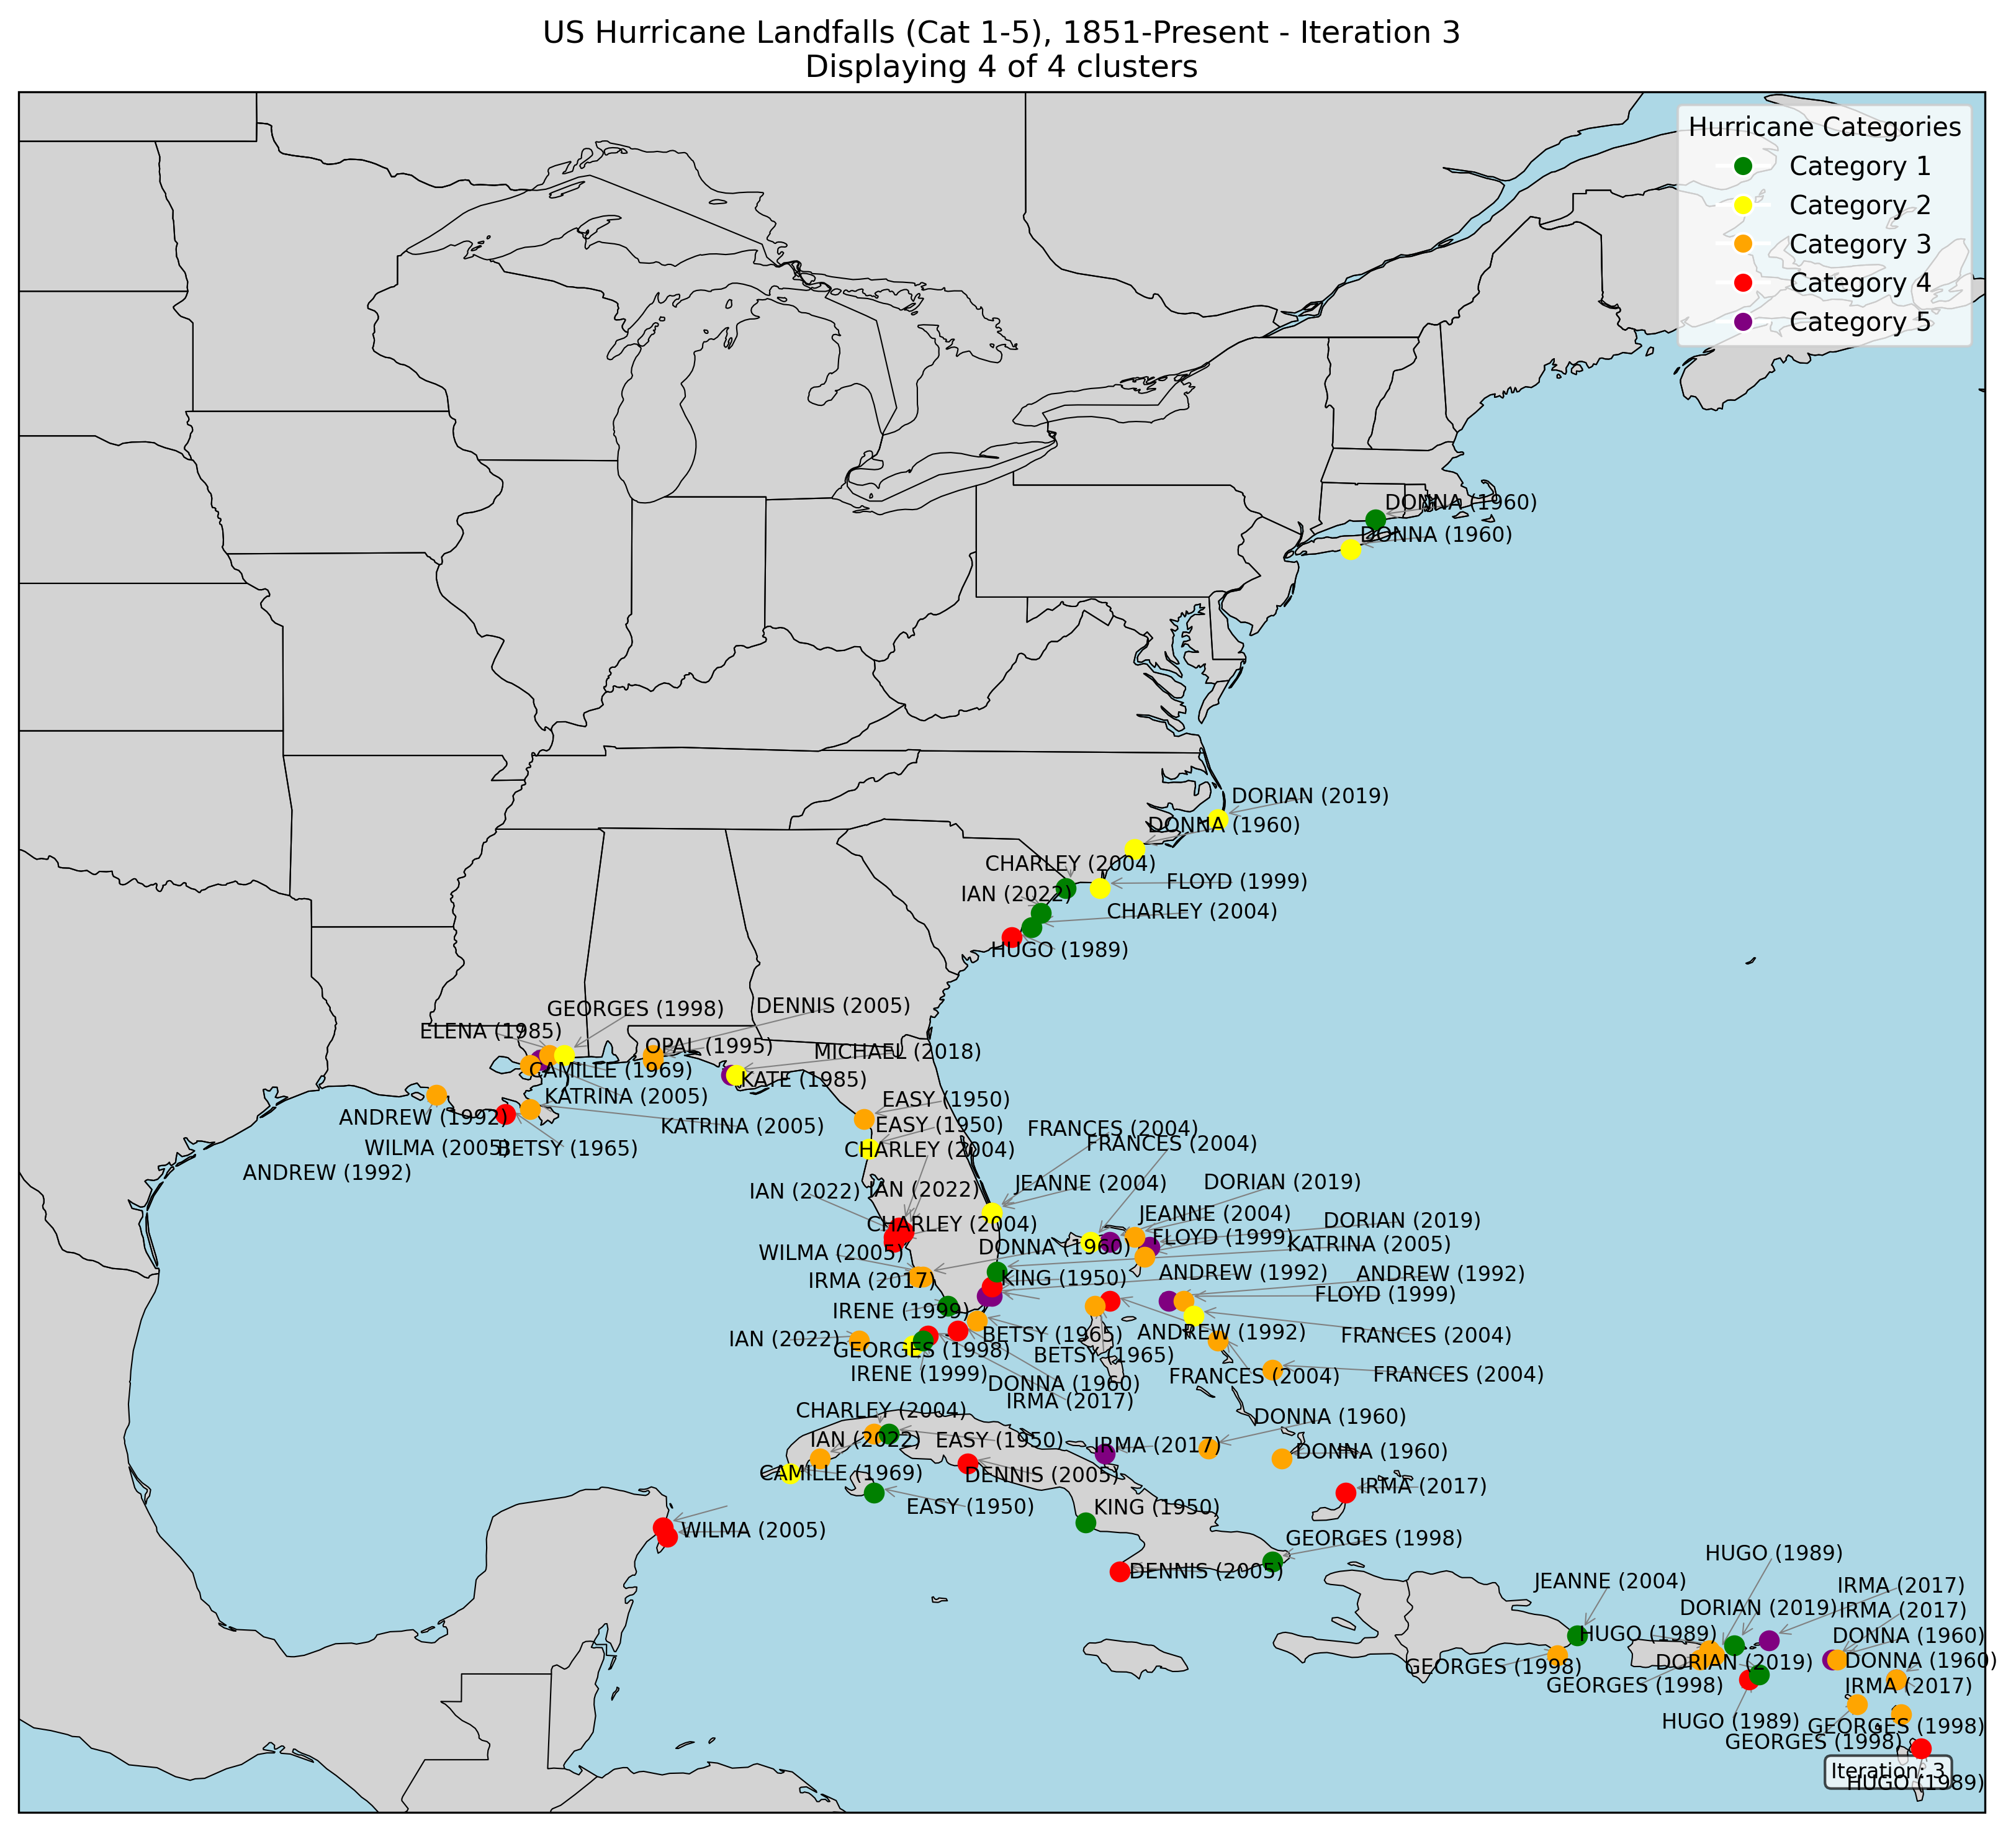 US Hurricane Landfalls (Cat 1-5), 1851-Present - Iteration 3
Displaying 4 of 4 clusters
Hurricane Categories
Category 1
Category 2
Category 3
Category 4
Category 5
DONNA (1960)
DONNA (1960)
DORIAN (2019)
DONNA (1960)
CHARLEY (2004)
FLOYD (1999)
IAN (2022)
CHARLEY (2004)
HUGO (1989)
DENNIS (2005)
GEORGES (1998)
ELENA (1985)
OPAL (1995)
MICHAEL (2018)
CAMILLE (1969)
KATE (1985)
KATRINA (2005)
EASY (1950)
ANDREW (1992)
KATRINA (2005)
EASY (1950)
FRANCES (2004)
FRANCES (2004)
WILMA (2005)
BETSY (1965)
CHARLEY (2004)
ANDREW (1992)
JEANNE (2004)
DORIAN (2019)
IAN (2022)
IAN (2022)
JEANNE (2004)
DORIAN (2019)
CHARLEY (2004)
FLOYD (1999)
KATRINA (2005)
DONNA (1960)
WILMA (2005)
ANDREW (1992)
ANDREW (1992)
KING (1950)
IRMA (2017)
FLOYD (1999)
IRENE (1999)
ANDREW (1992)
BETSY (1965)
FRANCES (2004)
IAN (2022)
GEORGES (1998)
BETSY (1965)
IRENE (1999)
FRANCES (2004)
FRANCES (2004)
DONNA (1960)
IRMA (2017)
CHARLEY (2004)
DONNA (1960)
IAN (2022)
EASY (1950)
IRMA (2017)
DONNA (1960)
CAMILLE (1969)
DENNIS (2005)
IRMA (2017)
EASY (1950)
KING (1950)
WILMA (2005)
GEORGES (1998)
DENNIS (2005)
HUGO (1989)
JEANNE (2004)
IRMA (2017)
DORIAN (2019)
IRMA (2017)
HUGO (1989)
DONNA (1960)
GEORGES (1998)
DORIAN (2019)
DONNA (1960)
GEORGES (1998)
IRMA (2017)
HUGO (1989)
GEORGES (1998)
GEORGES (1998)
Iteration: 3
HUGO (1989)